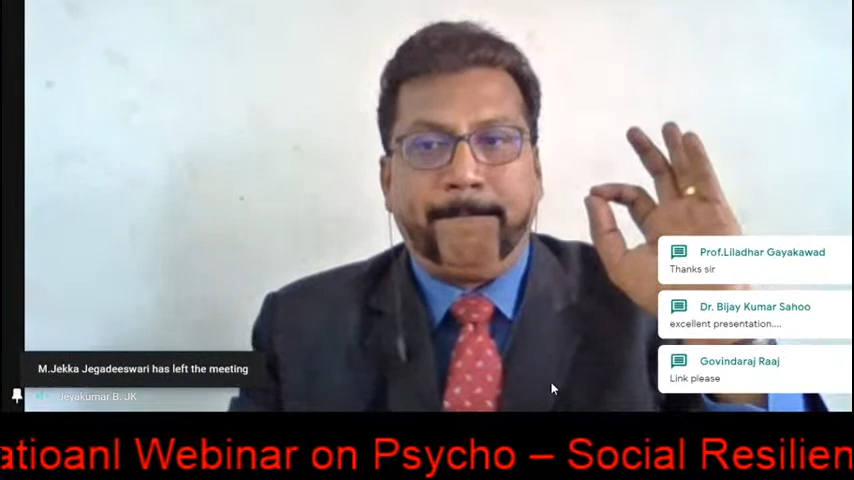 Prof.Liladhar Gayakawad
Thanks sir
Dr. Bijay Kumar Sahoo
excellent presentation....
Govindaraj Raaj
Link please
M.Jekka Jegadeeswari has left the meeting
Jeyakumar B. JK
atioanl Webinar on Psycho – Social Resilien